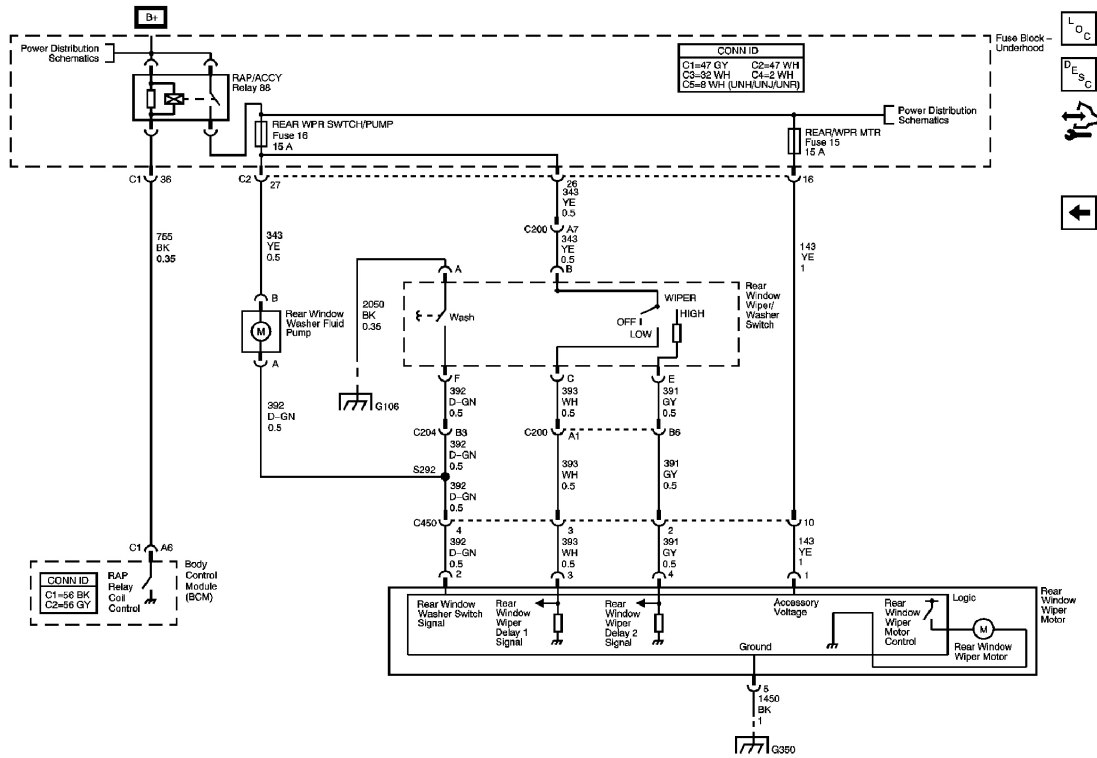 B+
Power Distribution
Schematics
Fuse Block –
Underhood
CONN ID
C1=47 GY C2=47 WH
C3=32 WH C4=2 WH
C5=8 WH (UNH/UNJ/UNR)
L
O
C
D
E
S
C
RAP/ACCY
Relay 88
REAR WPR SWTCH/PUMP
Fuse 16
15 A
Power Distribution
Schematics
REAR/WPR MTR
Fuse 15
15 A
C1 36
C2 27
26
16
343
YE
0.5
C200 A7
755
BK
0.35
343
YE
0.5
343
YE
0.5
143
YE
1
A
B
B
Rear Window
Washer Fluid
Pump
M
A
2050
BK
0.35
Wash
WIPER
HIGH
OFF
LOW
Rear
Window
Wiper/
Washer
Switch
G106
F
C
E
392
D–GN
0.5
392
D–GN
0.5
393
WH
0.5
391
GY
0.5
C204 B3
C200 A1
B6
392
D–GN
0.5
S292
393
WH
0.5
391
GY
0.5
392
D–GN
0.5
C450 4
3
2
10
392
D–GN
0.5
393
WH
0.5
391
GY
0.5
143
YE
1
2
3
4
1
C1 A6
CONN ID
C1=56 BK
C2=56 GY
RAP
Relay
Coil
Control
Body
Control
Module
(BCM)
Rear Window
Washer Switch
Signal
Rear
Window
Wiper
Delay 1
Signal
Rear
Window
Wiper
Delay 2
Signal
Accessory
Voltage
Rear
Window
Wiper
Motor
Control
Logic
M
Rear Window
Wiper Motor
Rear
Window
Wiper
Motor
Ground
5
1450
BK
1
G350